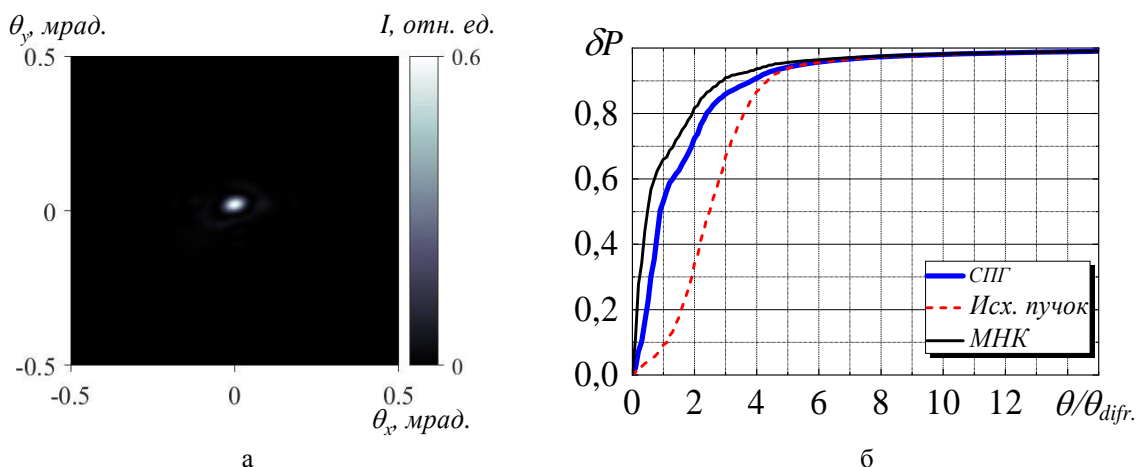 θy, мрад.
I, отн. ед.
0.5
0
-0.5
-0.5
0
0.5
θx, мрад.
0.6
0
а
δP
0,8
0,6
0,4
0,2
0,0
0 2 4 6 8 10 12 θ/θdifr.
СПГ
Исх. пучок
МНК
б